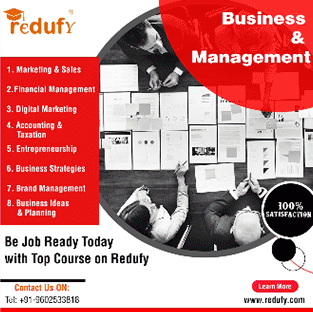 redufy
Business
&
Management
1. Marketing & Sales
2.Financial Management
3. Digital Marketing
4. Accounting &
Taxation
5. Entrepreneurship
6. Business Strategies
7. Brand Management
8. Business Ideas
& Planning
100%
SATISFACTION
Be Job Ready Today
with Top Course on Redufy
Contact Us ON:
Tel: +91-9602533818
Learn More
www.redufy.com